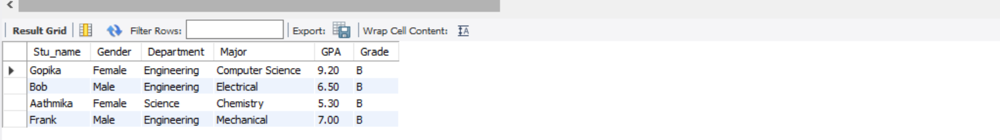 Result Grid Filter Rows: Export: Wrap Cell Content:
Stu_name Gender Department Major GPA Grade
Gopika Female Engineering Computer Science 9.20 B
Bob Male Engineering Electrical 6.50 B
Aathmika Female Science Chemistry 5.30 B
Frank Male Engineering Mechanical 7.00 B